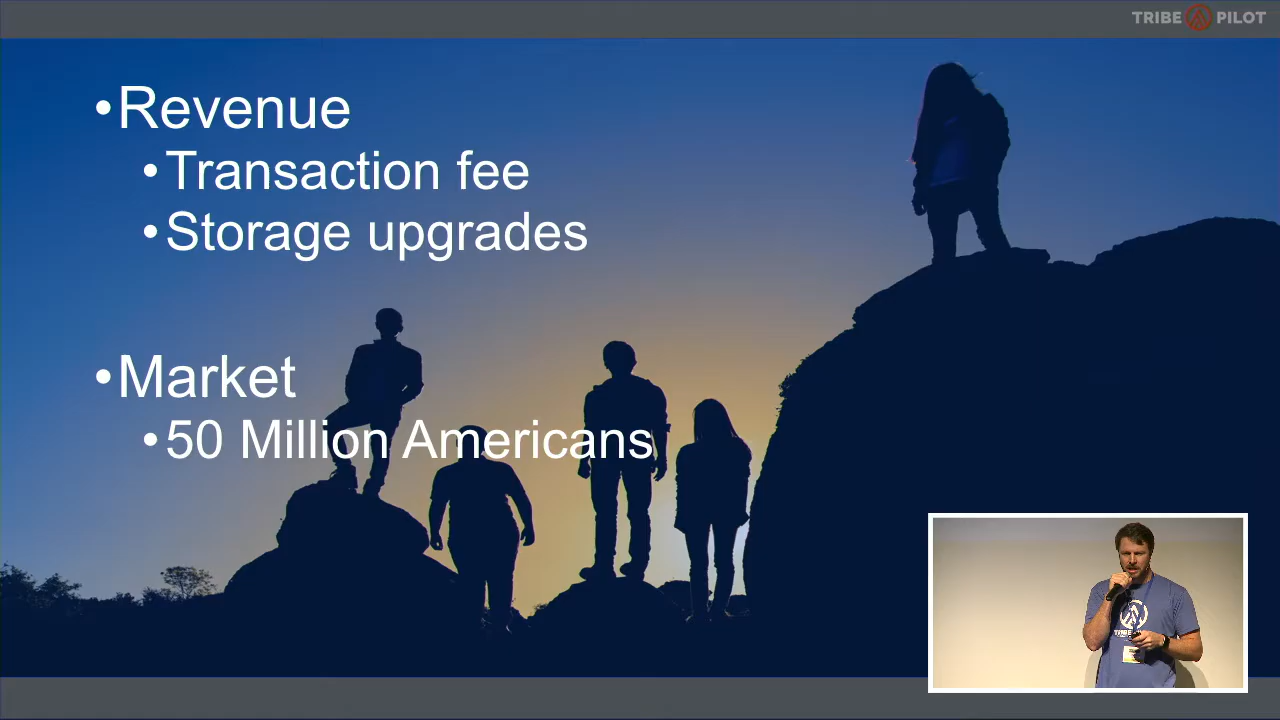 TRIBE PILOT
•Revenue
•Transaction fee
•Storage upgrades
•Market
•50 Million Americans